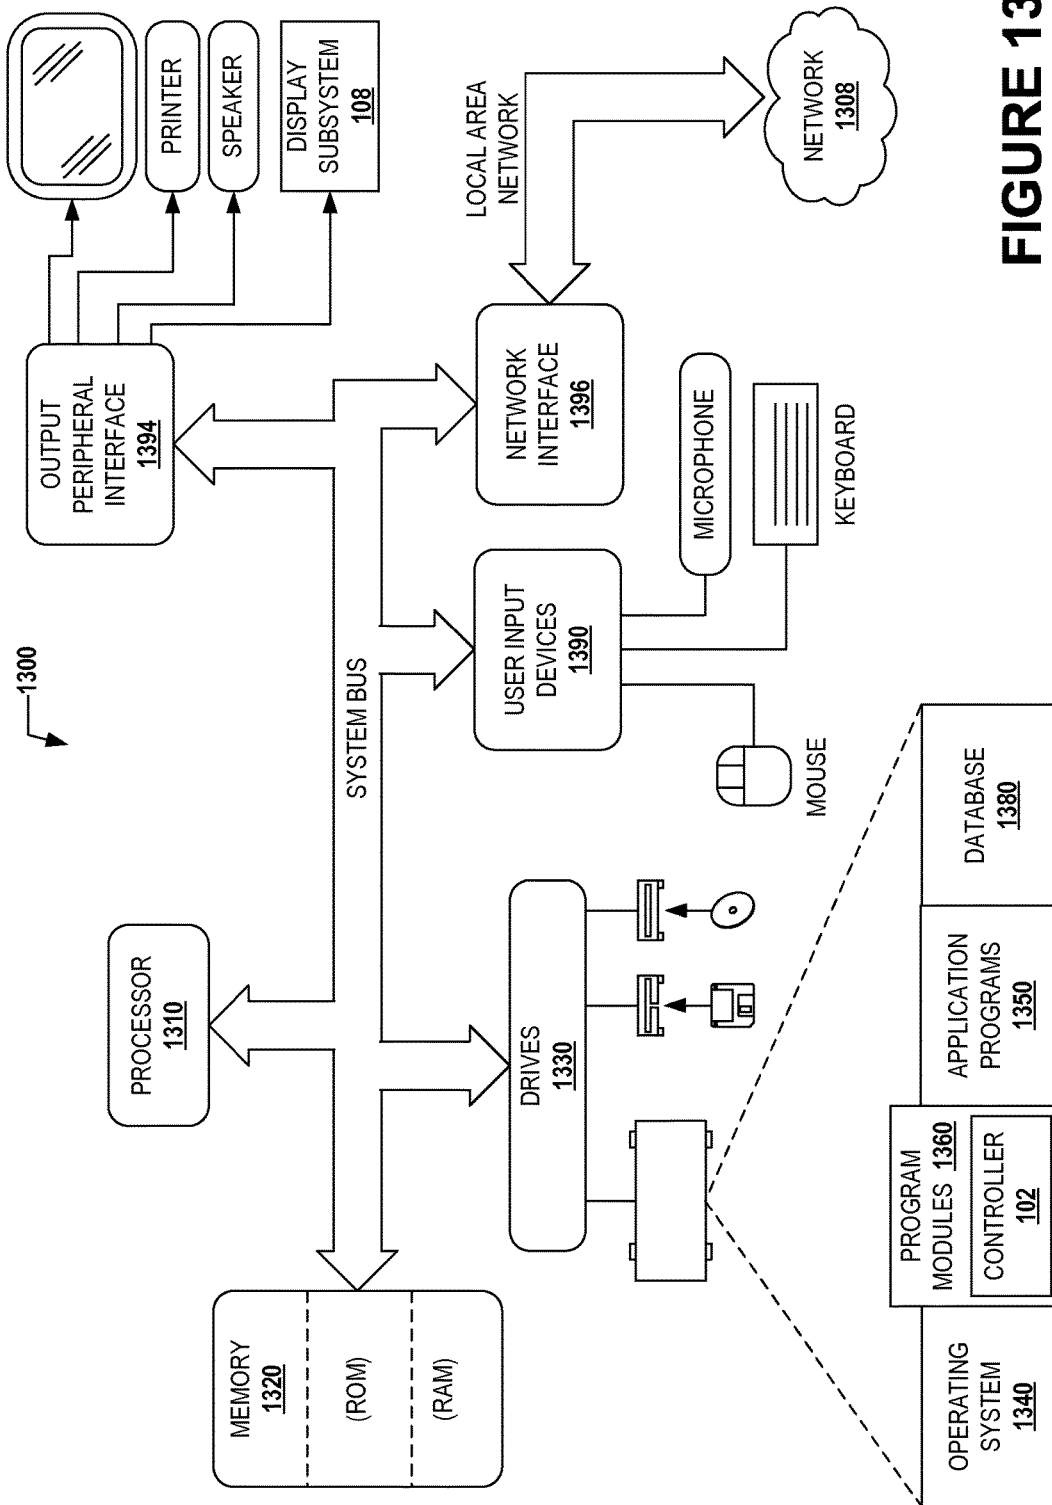 1300
PROCESSOR
1310
OUTPUT
PERIPHERAL
INTERFACE
1394
PRINTER
SPEAKER
DISPLAY
SUBSYSTEM
108
MEMORY
1320
(ROM)
(RAM)
SYSTEM BUS
LOCAL AREA
NETWORK
DRIVES
1330
USER INPUT
DEVICES
1390
NETWORK
INTERFACE
1396
NETWORK
1308
MOUSE
MICROPHONE
KEYBOARD
OPERATING
SYSTEM
1340
PROGRAM
MODULES 1360
CONTROLLER
102
APPLICATION
PROGRAMS
1350
DATABASE
1380
FIGURE 13